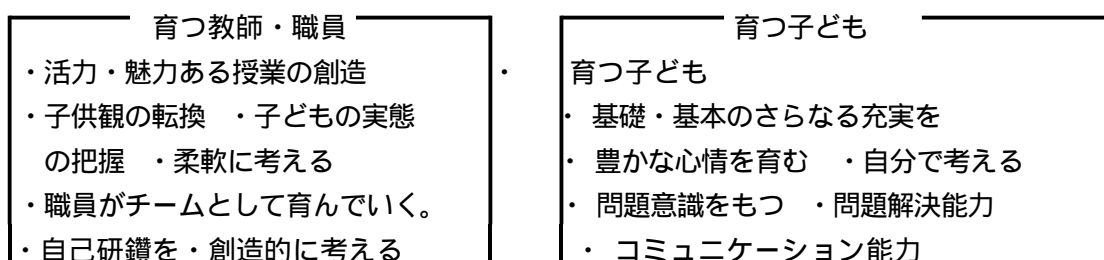 育つ教師・職員
・活力・魅力ある授業の創造
・子供観の転換　・子どもの実態
の把握　・柔軟に考える
・職員がチームとして育んでいく。
・自己研鑽を・創造的に考える
育つ子ども
・　育つ子ども
・ 基礎・基本のさらなる充実を
・ 豊かな心情を育む　・自分で考える
・ 問題意識をもつ　・問題解決能力
・ コミュニケーション能力